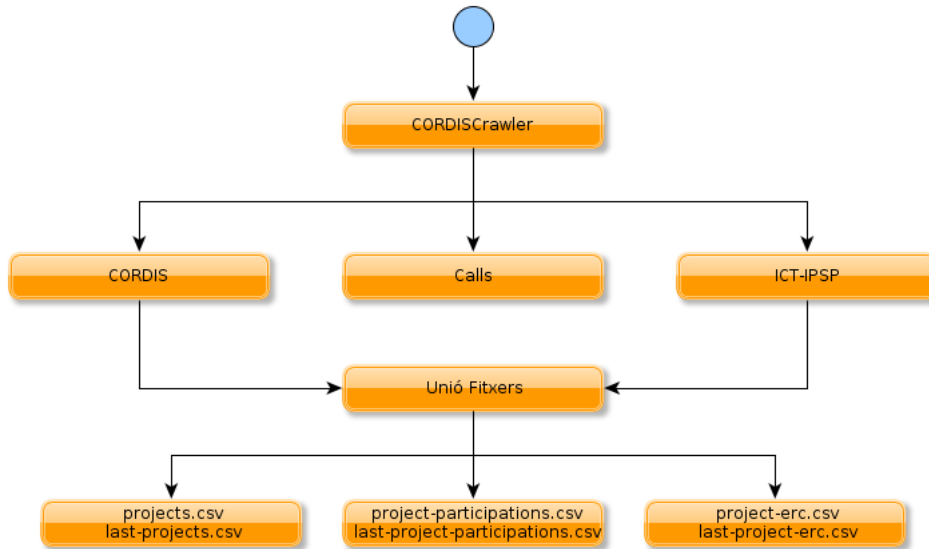 CORDISCrawler
CORDIS
Calls
ICT-IPSP
Unió Fitxers
projects.csv
last-projects.csv
project-participations.csv
last-project-participations.csv
project-erc.csv
last-project-erc.csv